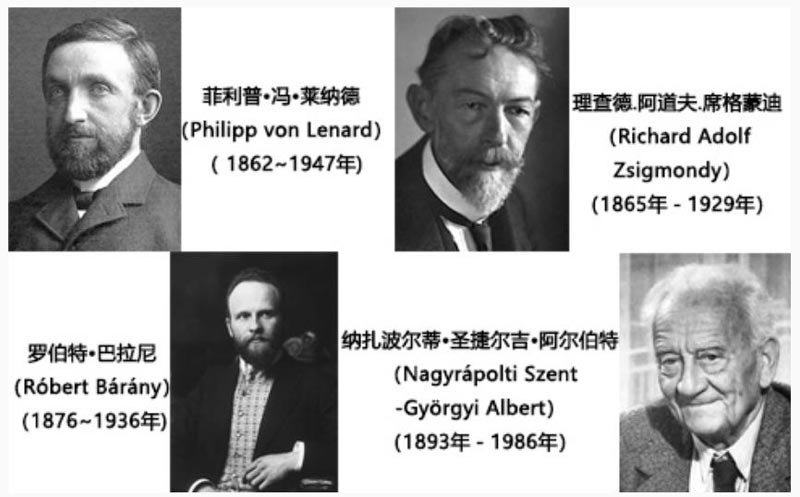 菲利普•冯•莱纳德
(Philipp von Lenard)
( 1862~1947年)
理查德.阿道夫.席格蒙迪
(Richard Adolf
Zsigmondy)
(1865年 - 1929年)
罗伯特•巴拉尼
(Róbert Bárány)
(1876~1936年)
纳扎波尔蒂•圣捷尔吉•阿尔伯特
(Nagyrápolti Szent
-Györgyi Albert)
(1893年 - 1986年)